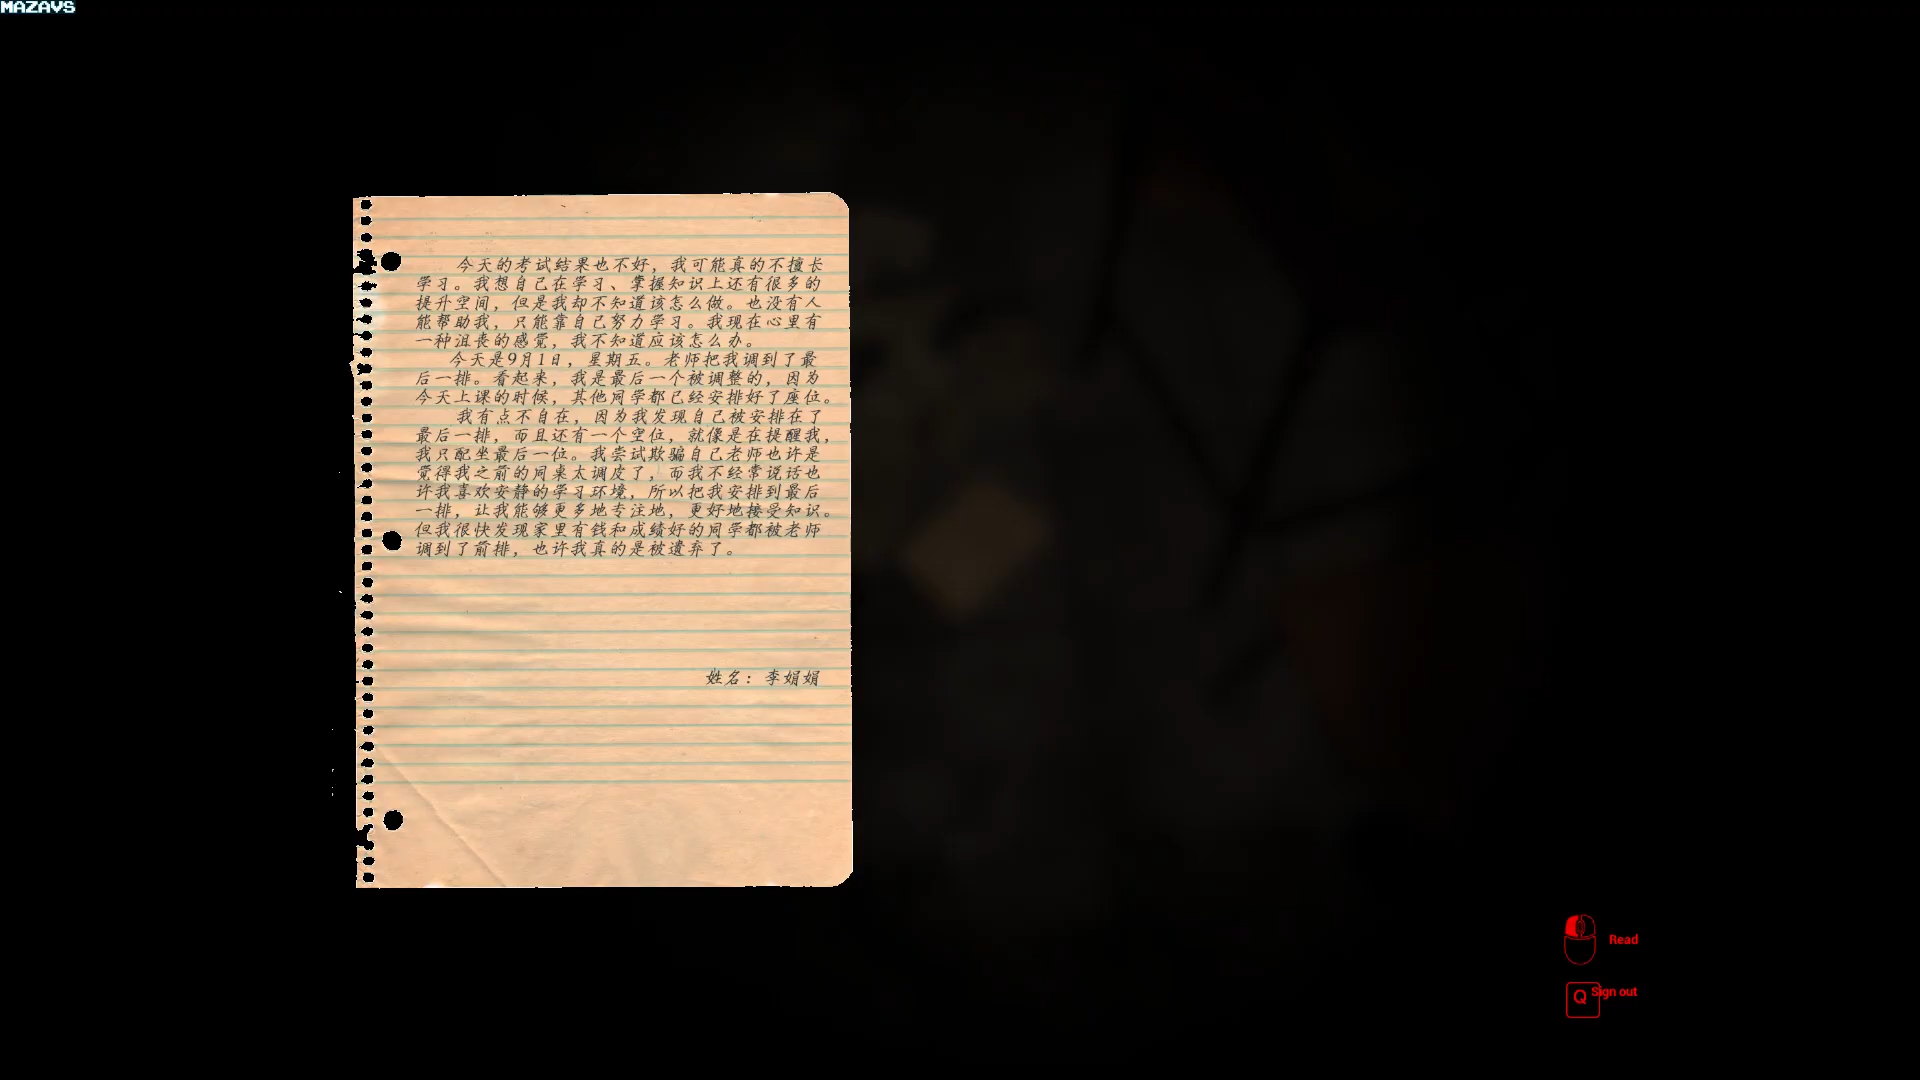 MAZAVS
今天的考试结果也不好，我可能真的不擅长
学习。我想自己在学习、掌握知识上还有很多的
提升空间，但是我却不知道该怎么做。也没有人
能帮助我，只能靠自己努力学习。我现在心里有
一种沮丧的感觉，我不知道应该怎么办。
今天是9月1日，星期五。老师把我调到了最
后一排。看起来，我是最后一个被调整的，因为
今天上课的时候，其他同学都已经安排好了座位。
我有点不自在，因为我发现自己被安排在了
最后一排，而且还有一个空位，就像是在提醒我，
我只配坐最后一位。我尝试欺骗自己老师也许是
觉得我之前的同桌太调皮了，而我不经常说话也
许我喜欢安静的学习环境，所以把我安排到最后
一排，让我能够更多地专注地，更好地接受知识。
但我很快发现家里有钱和成绩好的同学都被老师
调到了前排，也许我真的是被遗弃了。
姓名：李娟娟
Read
Q Sign out